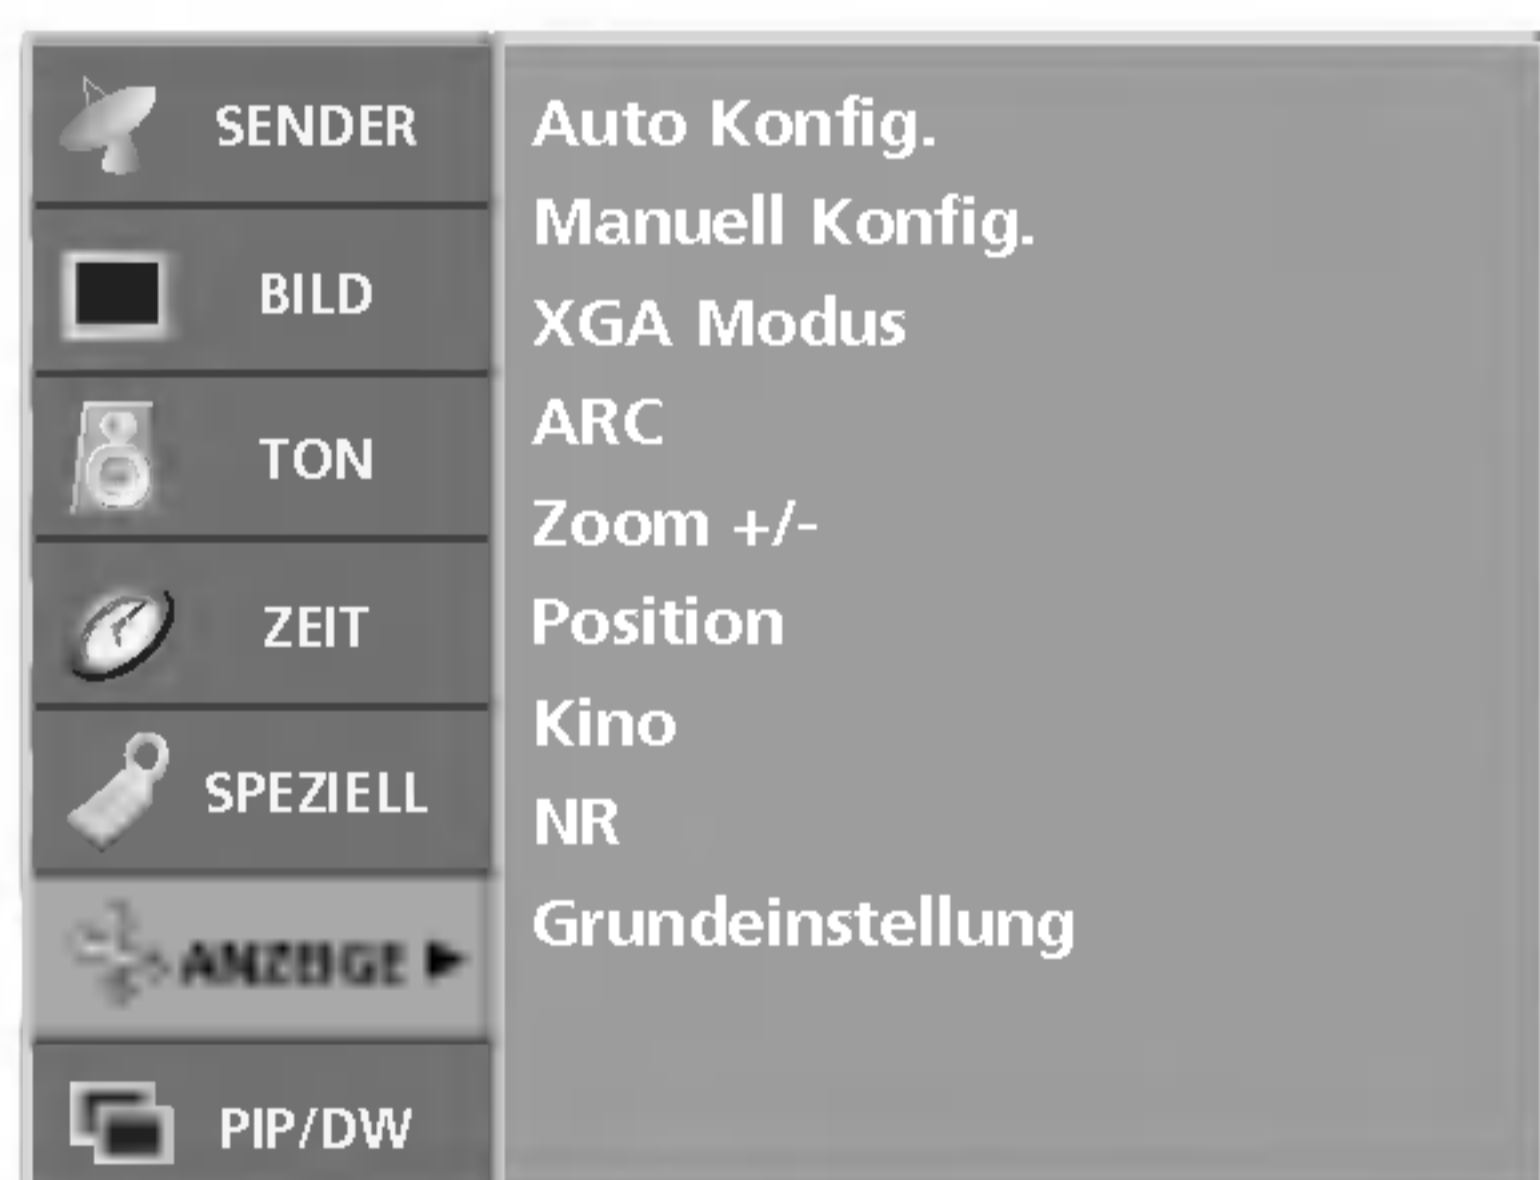 SENDER
BILD
TON
ZEIT
SPEZIELL
ANZEIGE ►
PIP/DW
Auto Konfig.
Manuell Konfig.
XGA Modus
ARC
Zoom +/-
Position
Kino
NR
Grundeinstellung